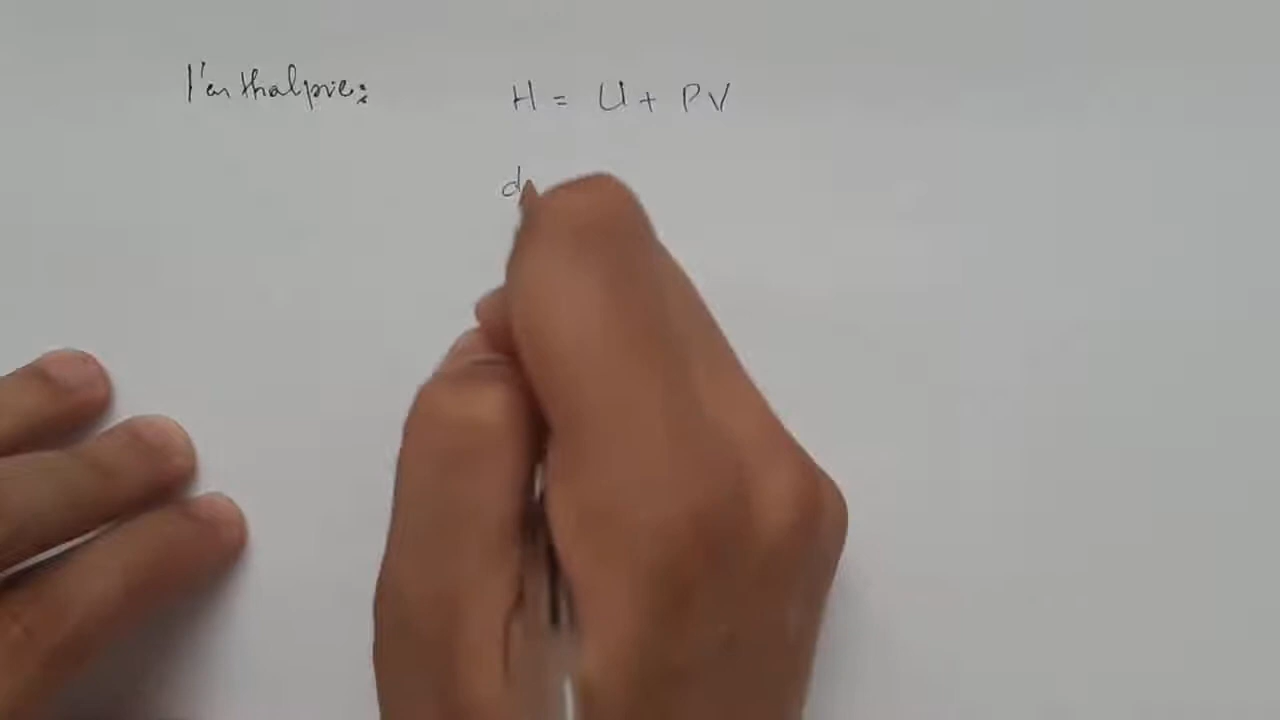 l'enthalpie: H = U + PV
d